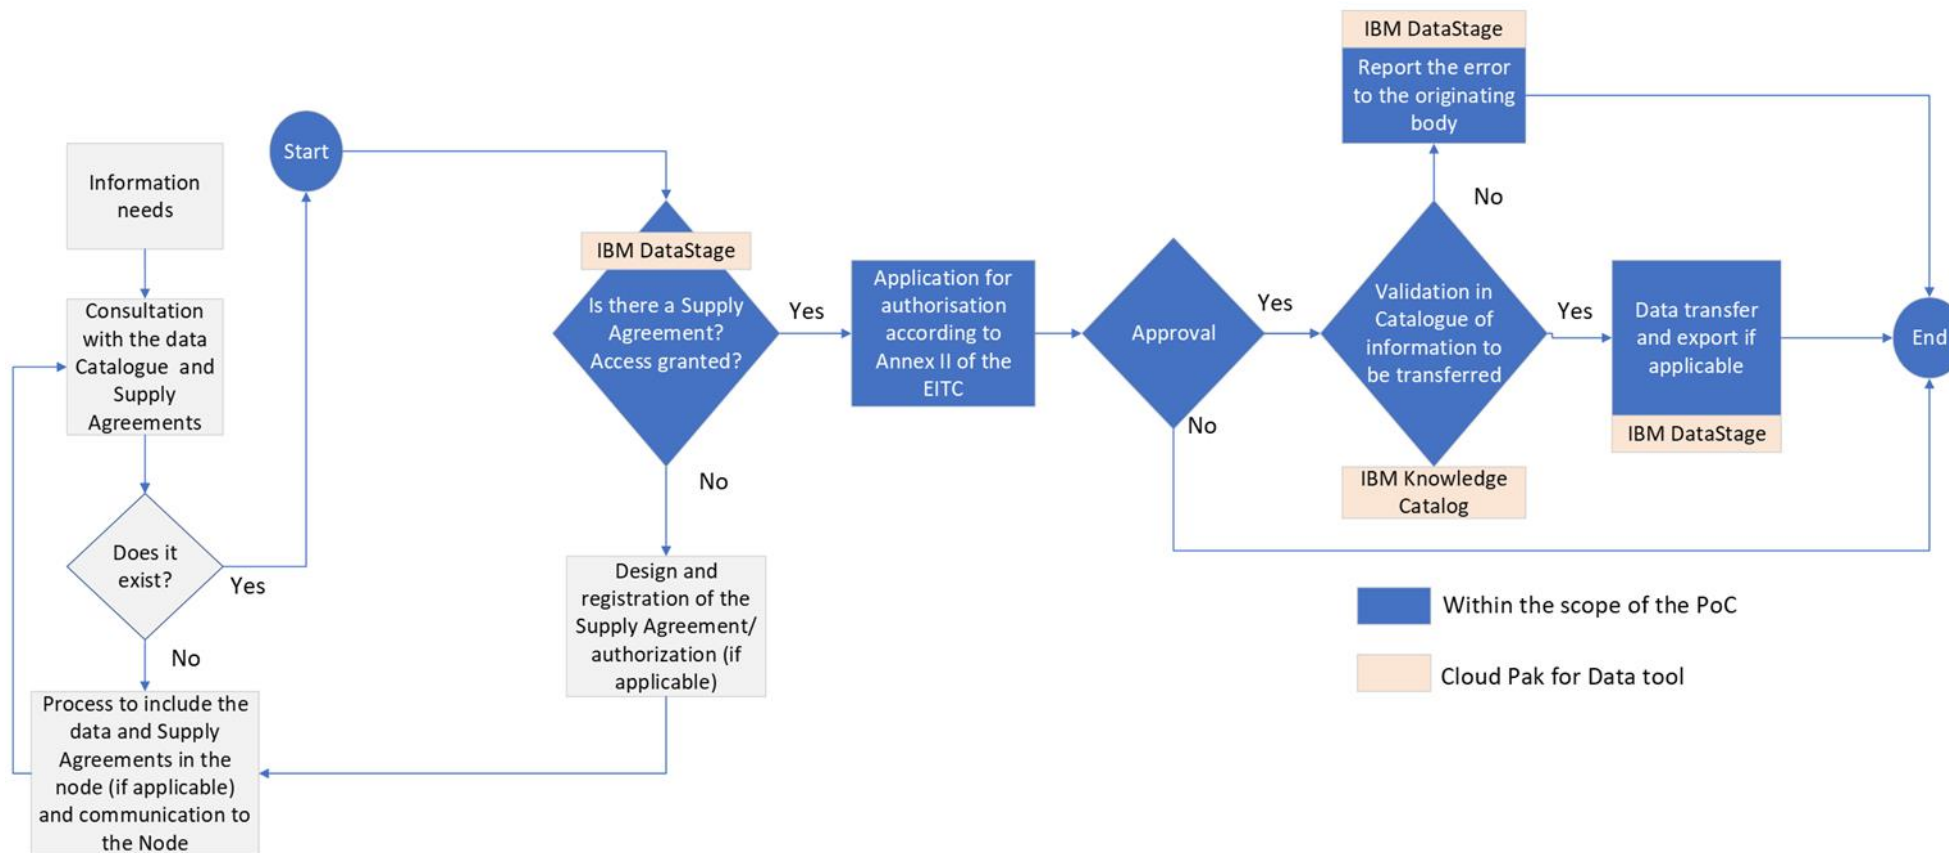 Information
needs
Consultation
with the data
Catalogue and
Supply
Agreements
Does it
exist?
Yes
No
Process to include the
data and Supply
Agreements in the
node (if applicable)
and communication to
the Node
Start
IBM DataStage
Is there a Supply
Agreement?
Access granted?
Yes
No
Design and
registration of the
Supply Agreement/
authorization (if
applicable)
Application for
authorisation
according to
Annex II of the
EITC
Approval
Yes
No
IBM DataStage
Report the error
to the originating
body
No
Validation in
Catalogue of
information to
be transferred
IBM Knowledge
Catalog
Yes
Data transfer
and export if
applicable
IBM DataStage
End
Within the scope of the PoC
Cloud Pak for Data tool